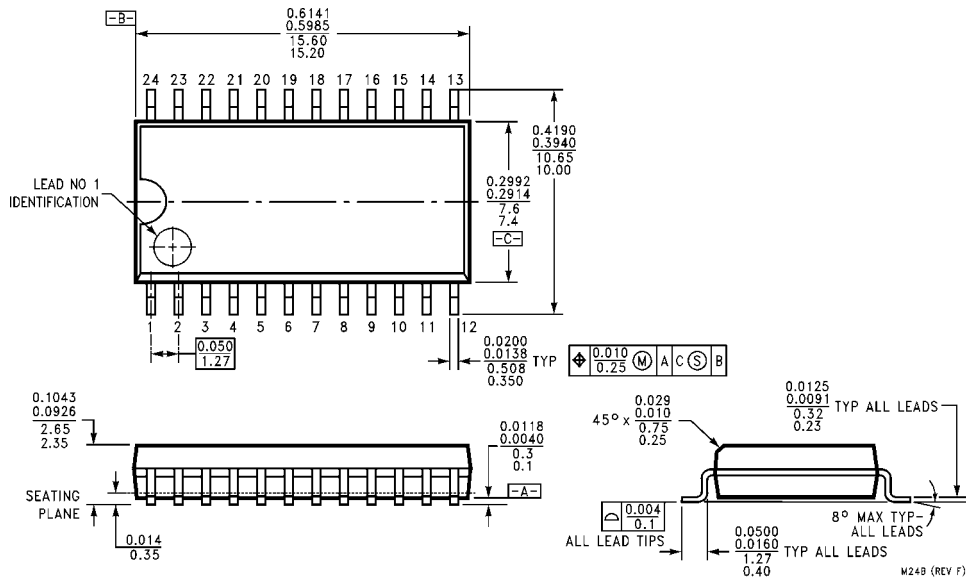 -B-
0.6141
0.5985
15.60
15.20
24 23 22 21 20 19 18 17 16 15 14 13
LEAD NO 1
IDENTIFICATION
0.4190
0.3940
10.65
10.00
0.2992
0.2914
7.6
7.4
-C-
1 2 3 4 5 6 7 8 9 10 11 12
0.050
1.27
0.0200
0.0138
0.508
0.350
TYP
⌖ 0.010 Ⓜ A C Ⓢ B
0.25
0.1043
0.0926
2.65
2.35
SEATING
PLANE
0.014
0.35
0.0118
0.0040
0.3
0.1
-A-
45° x
0.029
0.010
0.75
0.25
0.0125
0.0091
0.32
0.23
TYP ALL LEADS
0.004
0.1
ALL LEAD TIPS
0.0500
0.0160
1.27
0.40
TYP ALL LEADS
8° MAX TYP-
ALL LEADS
M24B (REV F)